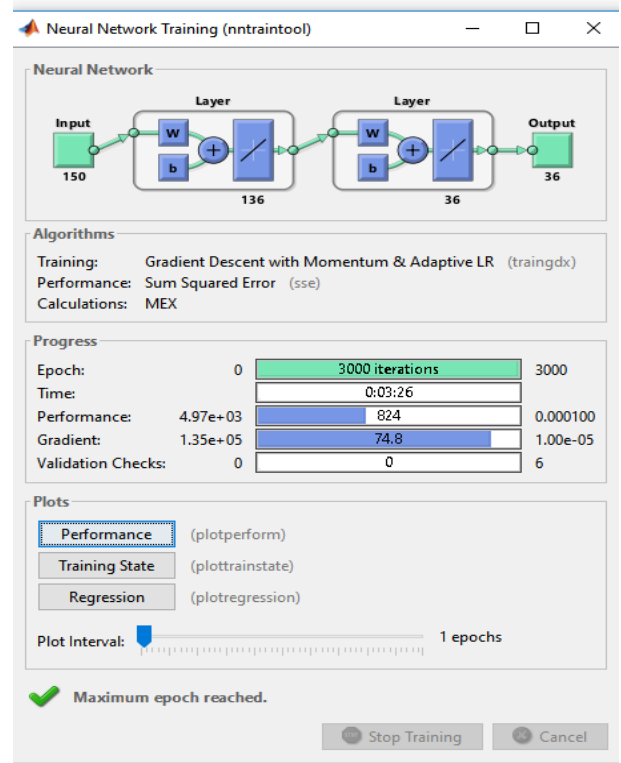 Neural Network Training (nntraintool)
Neural Network
Layer Layer
Input Output
W W
b b
150 36
136 36
Algorithms
Training: Gradient Descent with Momentum & Adaptive LR (traingdx)
Performance: Sum Squared Error (sse)
Calculations: MEX
Progress
Epoch: 0 3000 iterations 3000
Time: 0:03:26
Performance: 4.97e+03 824 0.000100
Gradient: 1.35e+05 74.8 1.00e-05
Validation Checks: 0 0 6
Plots
Performance (plotperform)
Training State (plottrainstate)
Regression (plotregression)
Plot Interval: 1 epochs
Maximum epoch reached.
Stop Training Cancel